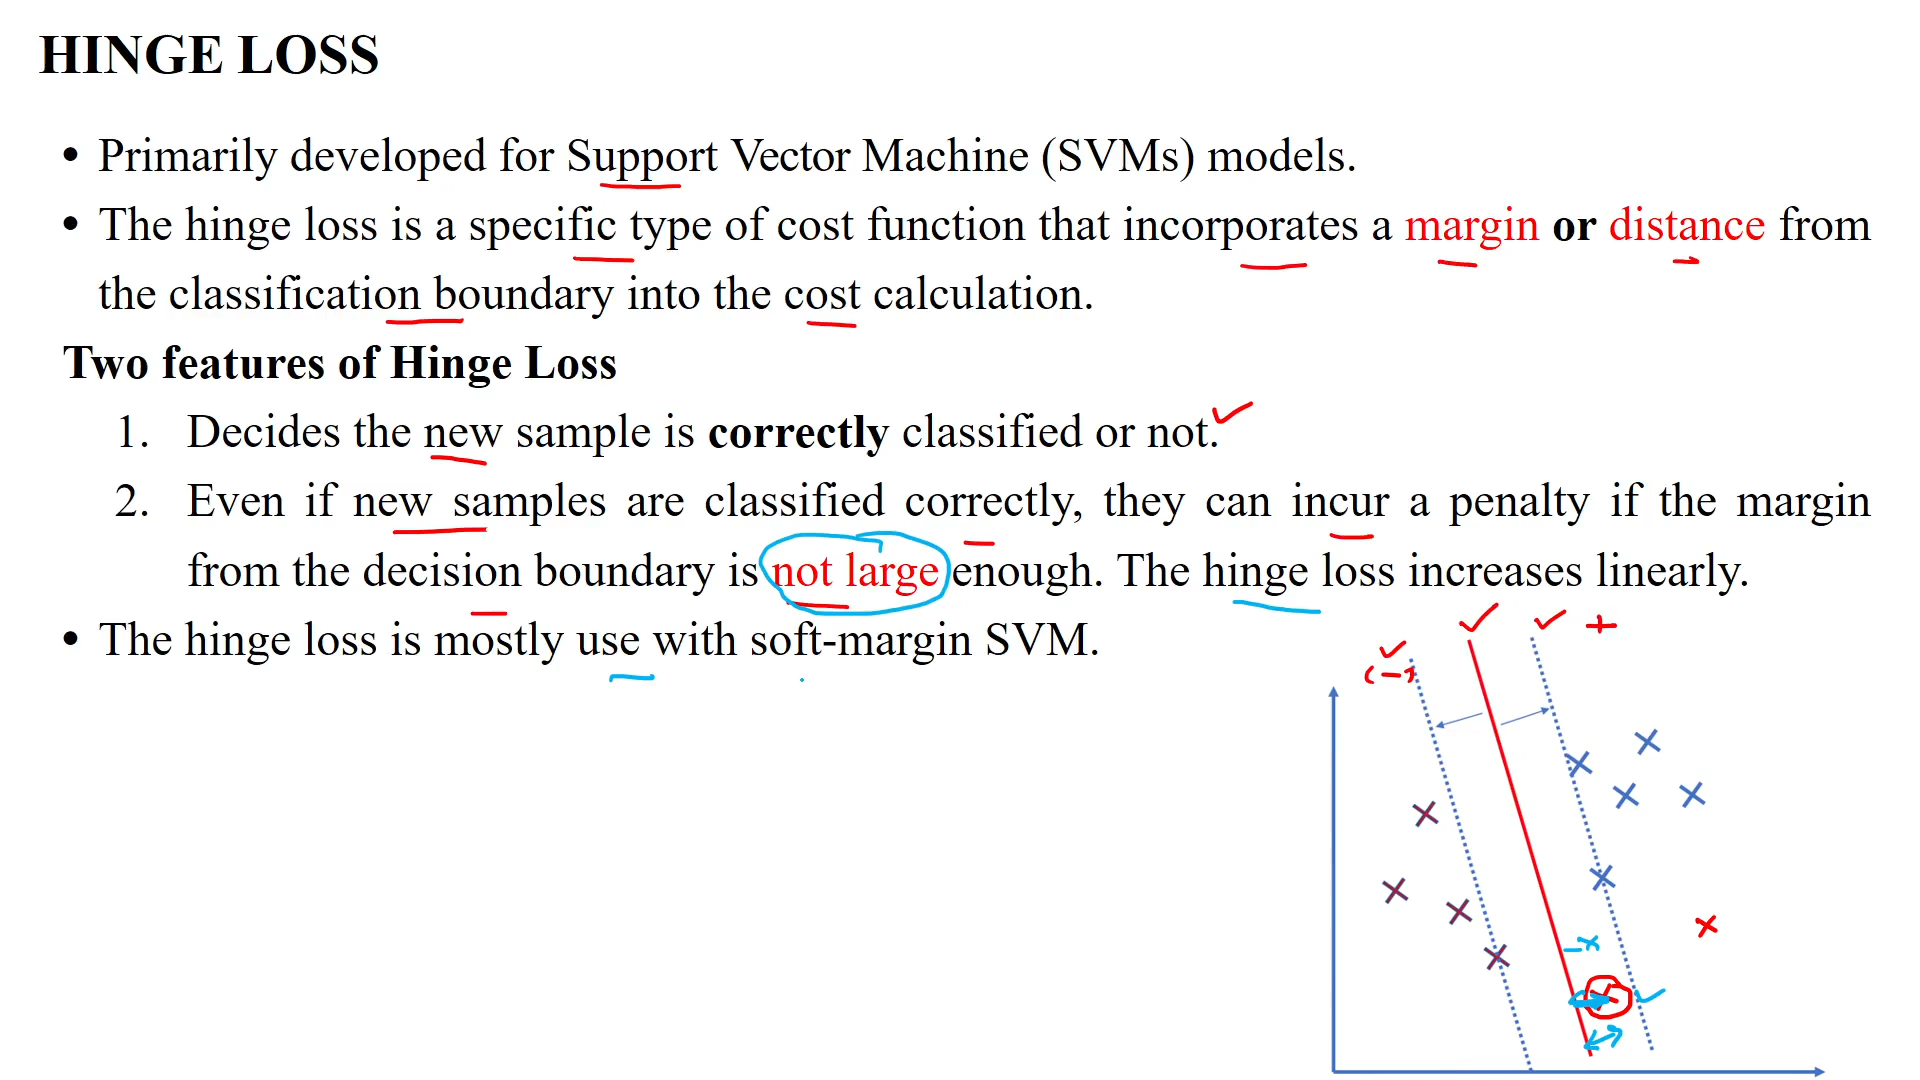 HINGE LOSS
• Primarily developed for Support Vector Machine (SVMs) models.
• The hinge loss is a specific type of cost function that incorporates a margin or distance from
the classification boundary into the cost calculation.
Two features of Hinge Loss
1. Decides the new sample is correctly classified or not.
2. Even if new samples are classified correctly, they can incur a penalty if the margin
from the decision boundary is not large enough. The hinge loss increases linearly.
• The hinge loss is mostly use with soft-margin SVM.
(-)
+